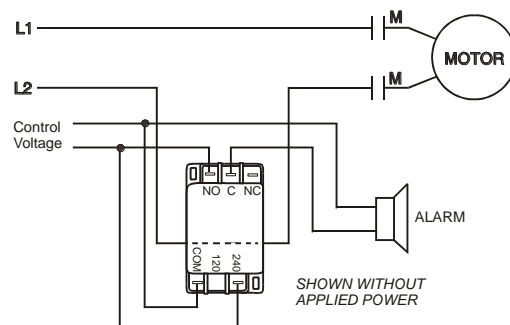 L1
M
MOTOR
L2
M
Control
Voltage
NO C NC
ALARM
COM 120 240
SHOWN WITHOUT
APPLIED POWER